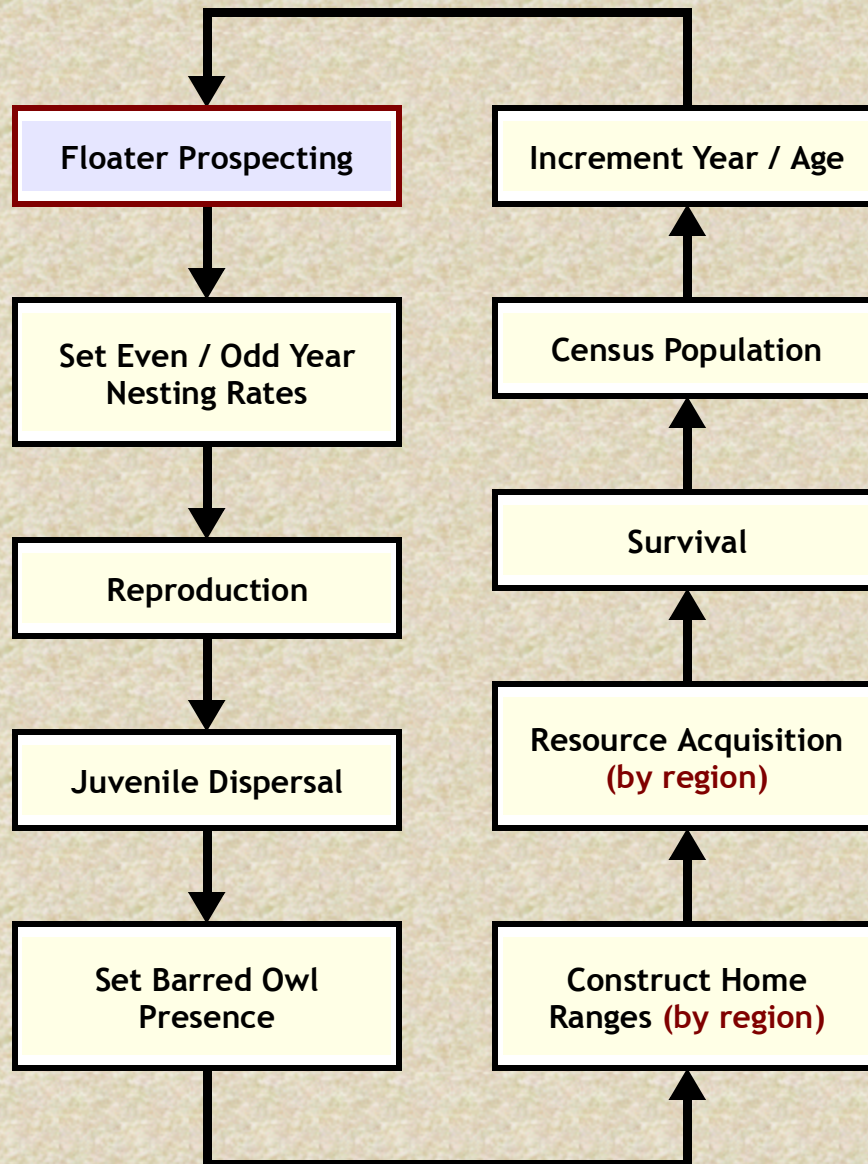 Floater Prospecting
Set Even / Odd Year
Nesting Rates
Reproduction
Juvenile Dispersal
Set Barred Owl
Presence
Construct Home
Ranges (by region)
Resource Acquisition
(by region)
Survival
Census Population
Increment Year / Age